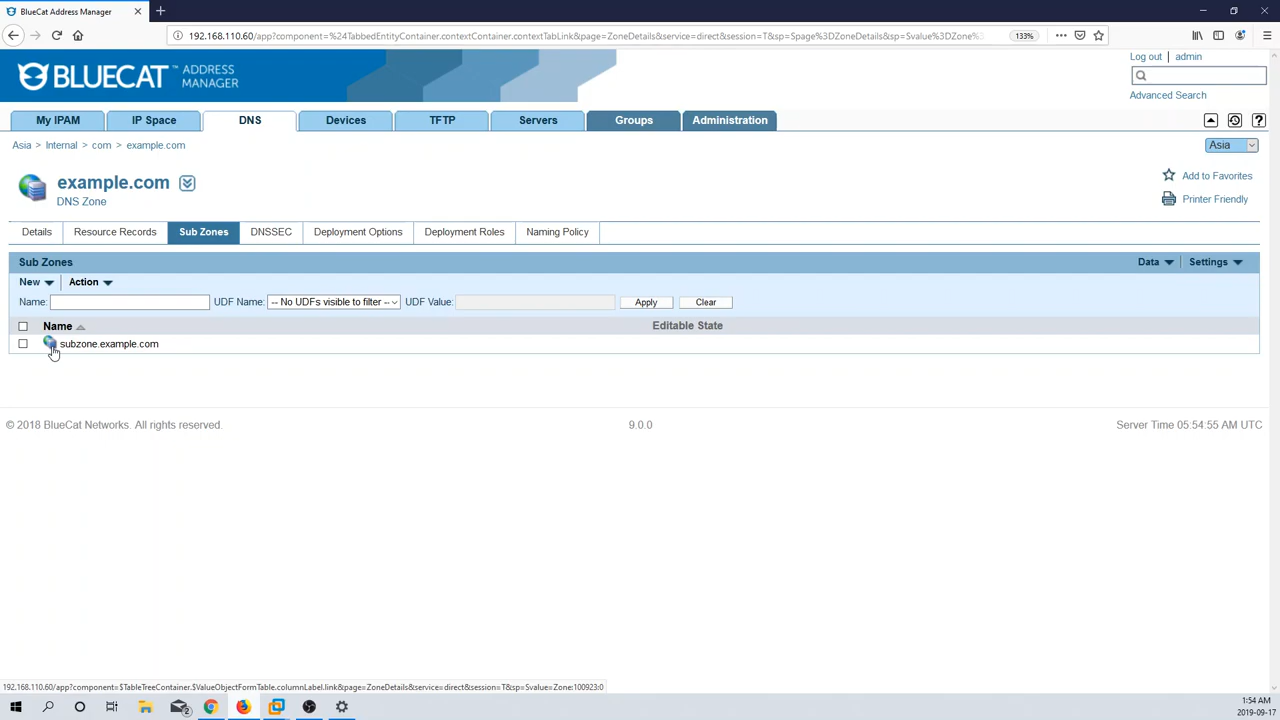 BlueCat Address Manager
192.168.110.60/app?component=%24TabbedEntityContainer.contextContainer.contextTabLink&page=ZoneDetails&service=direct&session=T&sp=Spage%3DZoneDetails&sp=Svalue%3DZone%
133%
Log out | admin
BLUECAT™ ADDRESS MANAGER
Advanced Search
My IPAM IP Space DNS Devices TFTP Servers Groups Administration
Asia > Internal > com > example.com
Asia
example.com
DNS Zone
Add to Favorites
Printer Friendly
Details Resource Records Sub Zones DNSSEC Deployment Options Deployment Roles Naming Policy
Sub Zones Data Settings
New | Action
Name: UDF Name: -- No UDFs visible to filter -- UDF Value: Apply Clear
Name Editable State
subzone.example.com
© 2018 BlueCat Networks. All rights reserved. 9.0.0 Server Time 05:54:55 AM UTC
192.168.110.60/app?component=$TableTreeContainer.$ValueObjectFormTable.columnLabel.link&page=ZoneDetails&service=direct&session=T&sp=Svalue=Zone:100923:0
2
1:54 AM
2019-09-17